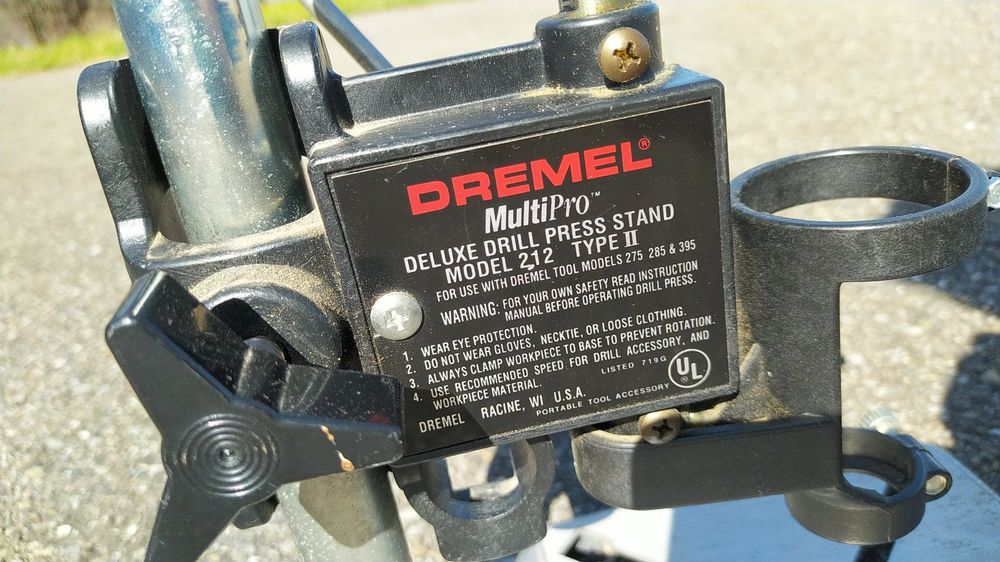 DREMEL®
MultiPro™
DELUXE DRILL PRESS STAND
MODEL 212 TYPE II
FOR USE WITH DREMEL TOOL MODELS 275 285 & 395
WARNING: FOR YOUR OWN SAFETY READ INSTRUCTION
MANUAL BEFORE OPERATING DRILL PRESS.
1. WEAR EYE PROTECTION.
2. DO NOT WEAR GLOVES, NECKTIE, OR LOOSE CLOTHING.
3. ALWAYS CLAMP WORKPIECE TO BASE TO PREVENT ROTATION.
4. USE RECOMMENDED SPEED FOR DRILL ACCESSORY, AND
WORKPIECE MATERIAL.
LISTED 719G
UL®
DREMEL RACINE, WI U.S.A.
PORTABLE TOOL ACCESSORY